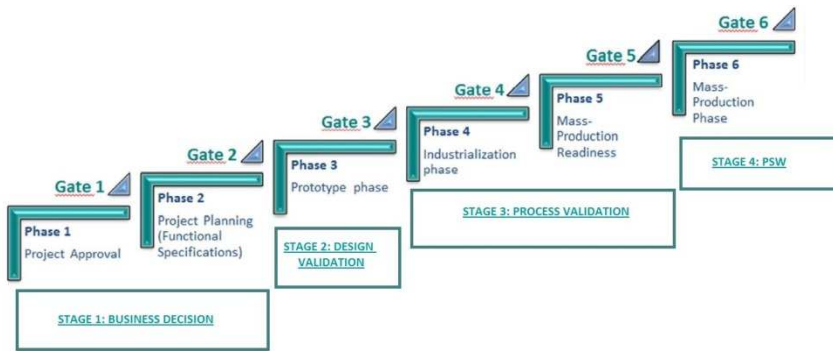 Gate 1
Phase 1
Project Approval
Gate 2
Phase 2
Project Planning
(Functional
Specifications)
STAGE 1: BUSINESS DECISION
Gate 3
Phase 3
Prototype phase
STAGE 2: DESIGN
VALIDATION
Gate 4
Phase 4
Industrialization
phase
Gate 5
Phase 5
Mass-
Production
Readiness
STAGE 3: PROCESS VALIDATION
Gate 6
Phase 6
Mass-
Production
Phase
STAGE 4: PSW